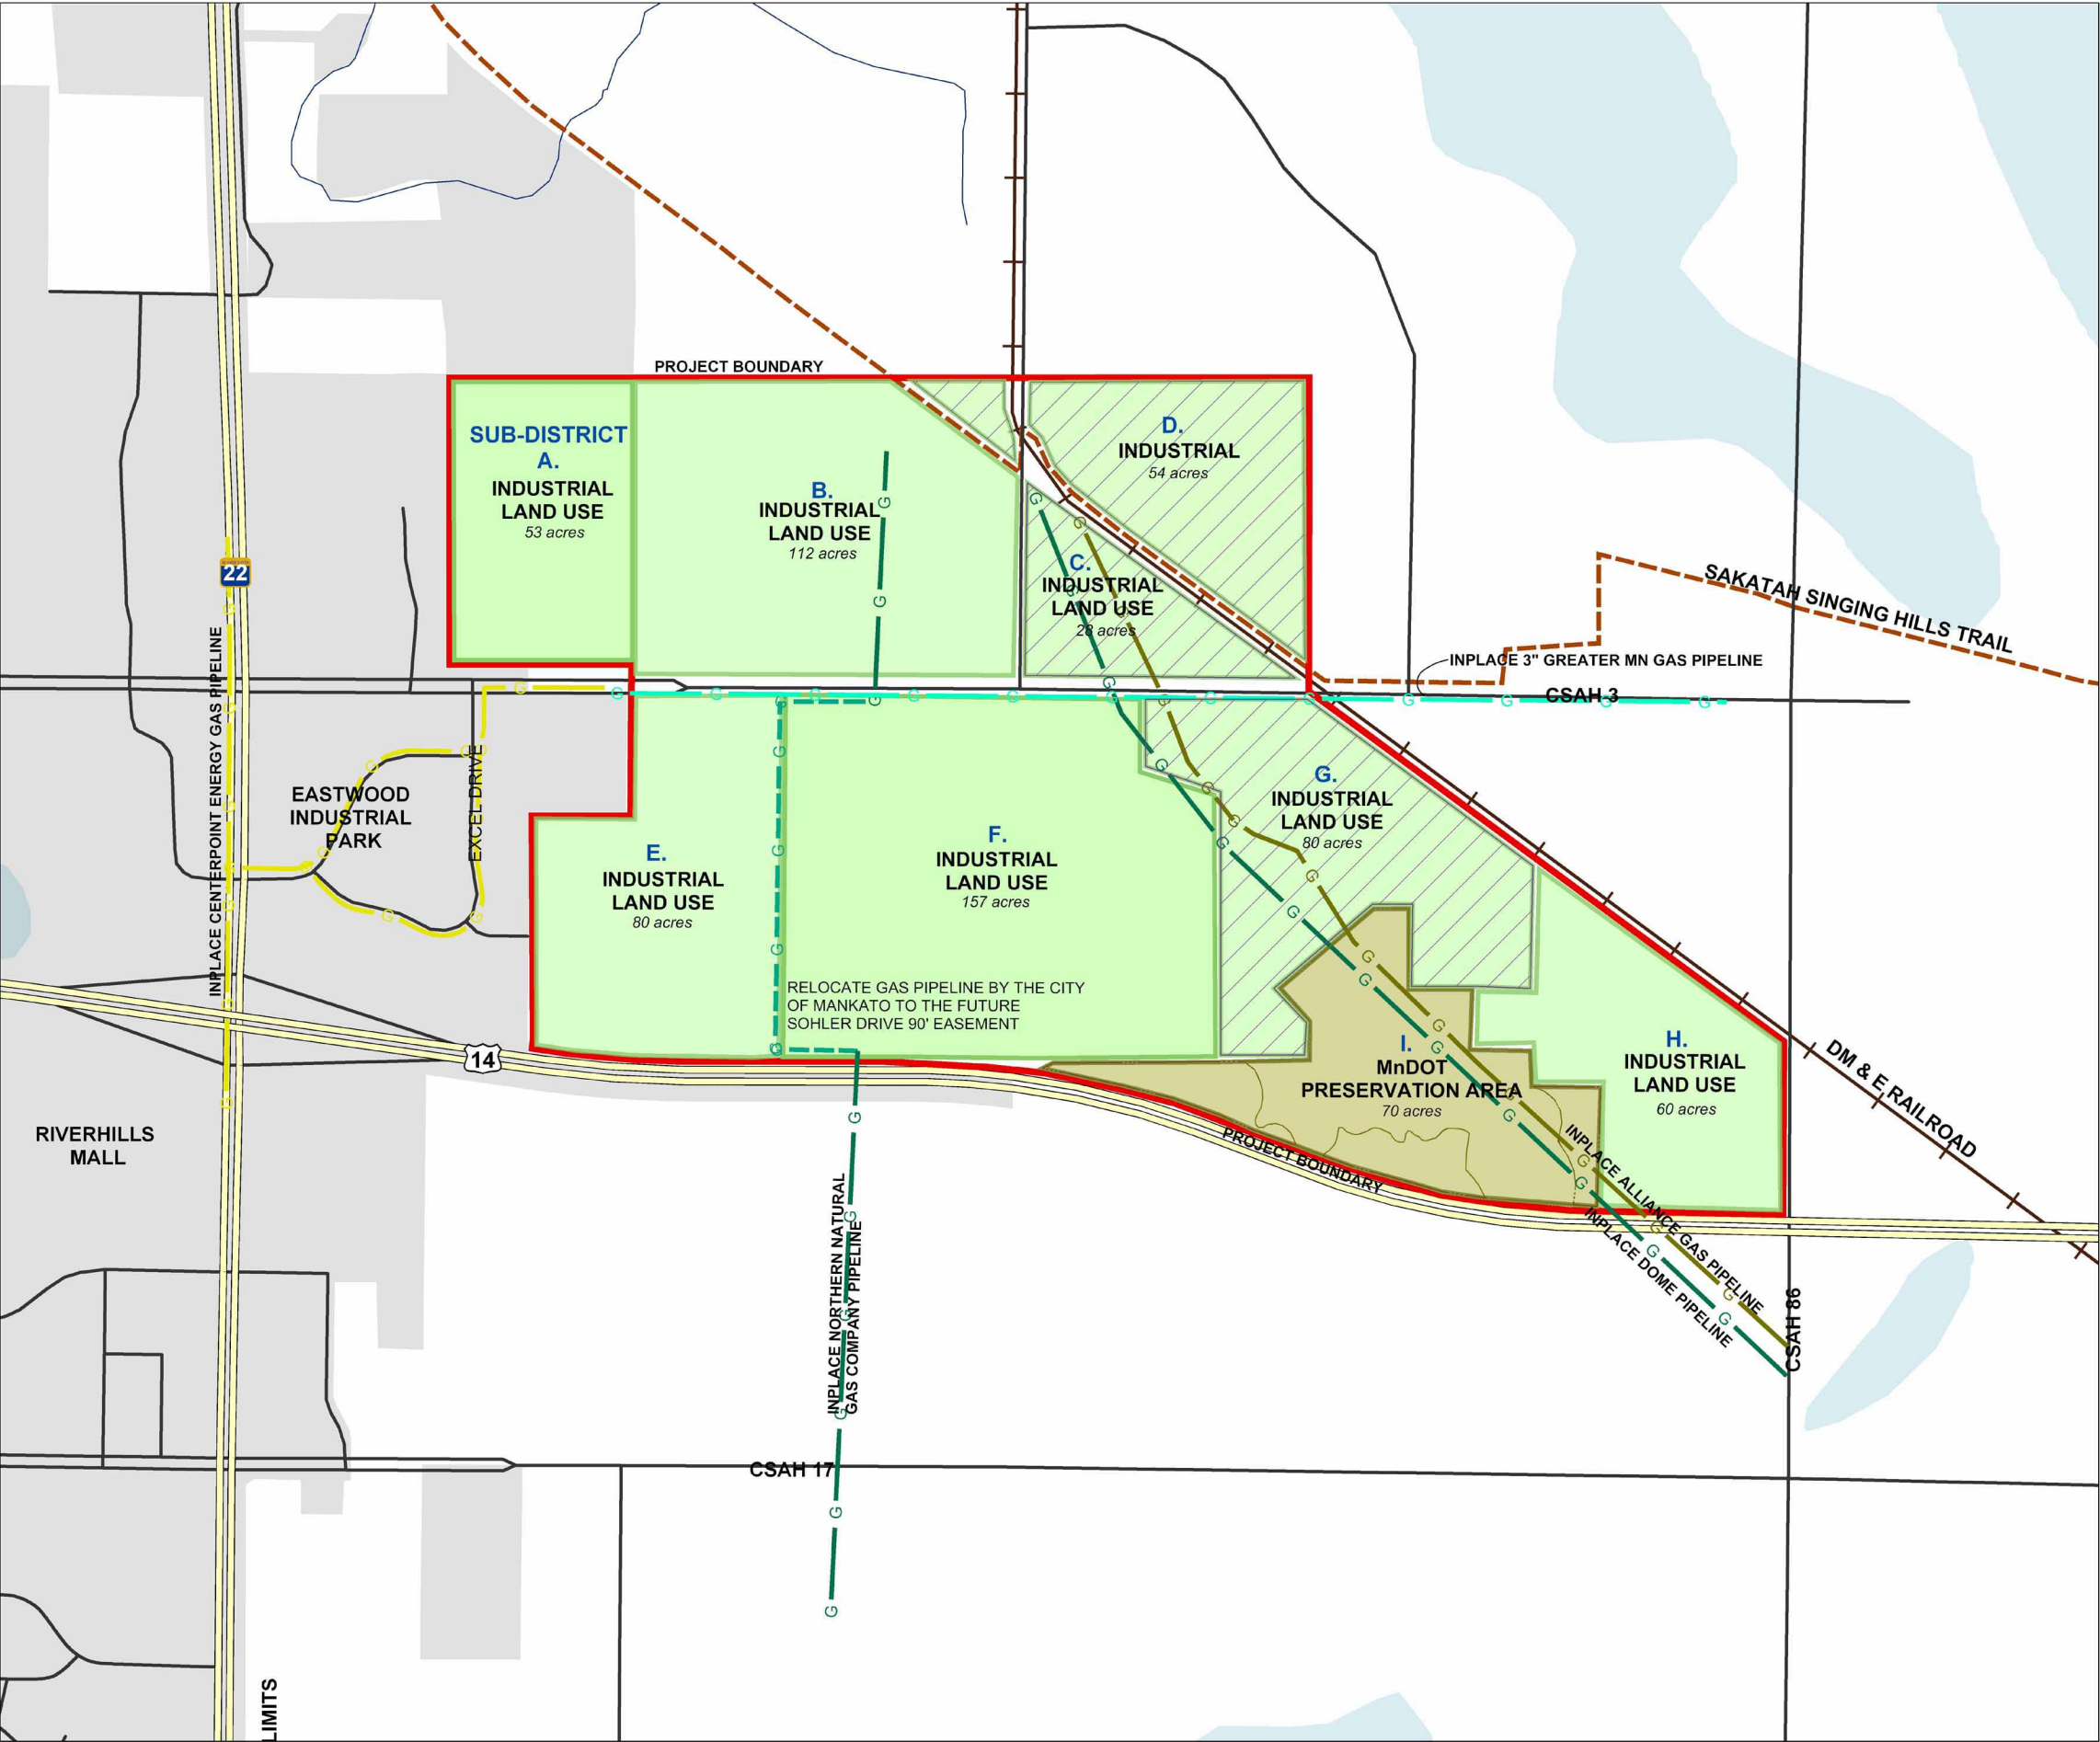 PROJECT BOUNDARY
SUB-DISTRICT
A.
INDUSTRIAL
LAND USE
53 acres
B.
INDUSTRIAL
LAND USE
112 acres
D.
INDUSTRIAL
54 acres
C.
INDUSTRIAL
LAND USE
28 acres
22
SAKATAH SINGING HILLS TRAIL
INPLACE 3" GREATER MN GAS PIPELINE
CSAH 3
INPLACE CENTERPOINT ENERGY GAS PIPELINE
EASTWOOD
INDUSTRIAL
PARK
EXCEL DRIVE
E.
INDUSTRIAL
LAND USE
80 acres
F.
INDUSTRIAL
LAND USE
157 acres
G.
INDUSTRIAL
LAND USE
80 acres
RELOCATE GAS PIPELINE BY THE CITY
OF MANKATO TO THE FUTURE
SOHLER DRIVE 90' EASEMENT
14
I.
MnDOT
PRESERVATION AREA
70 acres
H.
INDUSTRIAL
LAND USE
60 acres
DM & E RAILROAD
RIVERHILLS
MALL
PROJECT BOUNDARY
INPLACE ALLIANCE GAS PIPELINE
INPLACE DOME PIPELINE
INPLACE NORTHERN NATURAL
GAS COMPANY PIPELINE
CSAH 86
CSAH 17
LIMITS